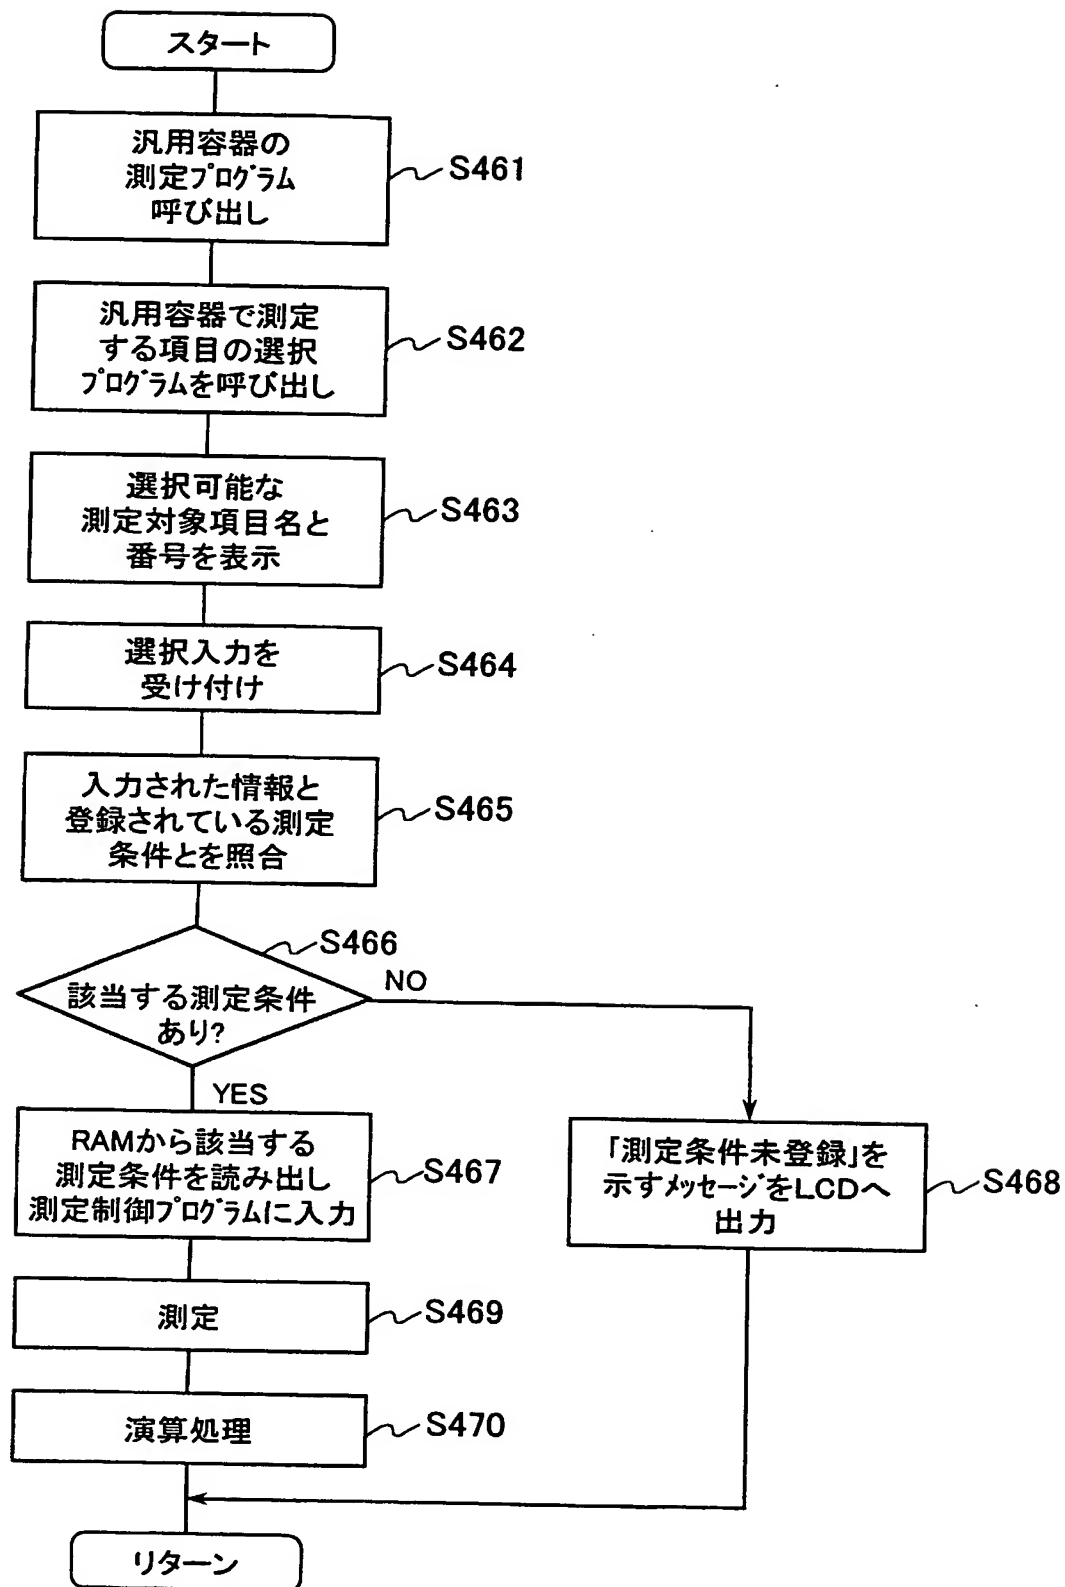 スタート
汎用容器の
測定プログラム
呼び出し
S461
汎用容器で測定
する項目の選択
プログラムを呼び出し
S462
選択可能な
測定対象項目名と
番号を表示
S463
選択入力を
受け付け
S464
入力された情報と
登録されている測定
条件とを照合
S465
S466
該当する測定条件
あり?
NO
YES
RAMから該当する
測定条件を読み出し
測定制御プログラムに入力
S467
「測定条件未登録」を
示すメッセージをLCDへ
出力
S468
測定
S469
演算処理
S470
リターン